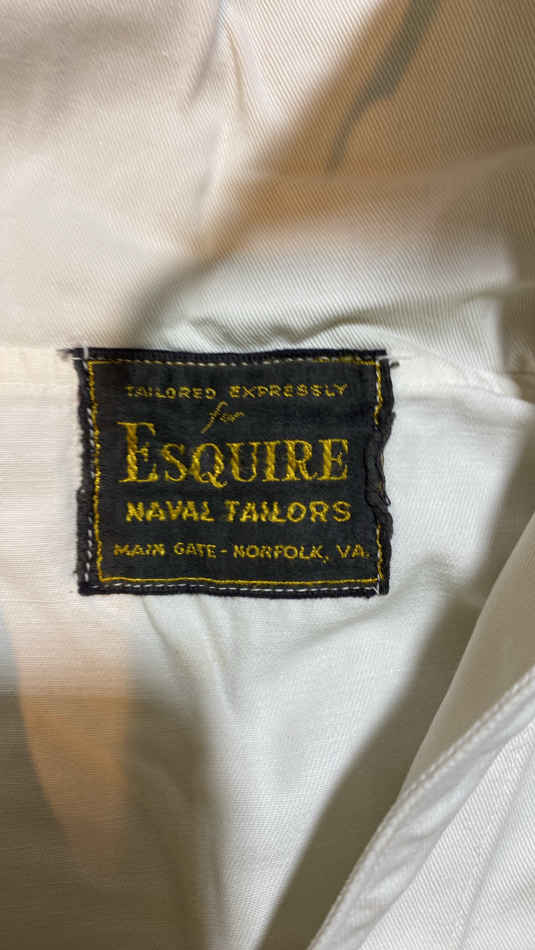 TAILORED EXPRESSLY
for
ESQUIRE
NAVAL TAILORS
MAIN GATE - NORFOLK, VA.